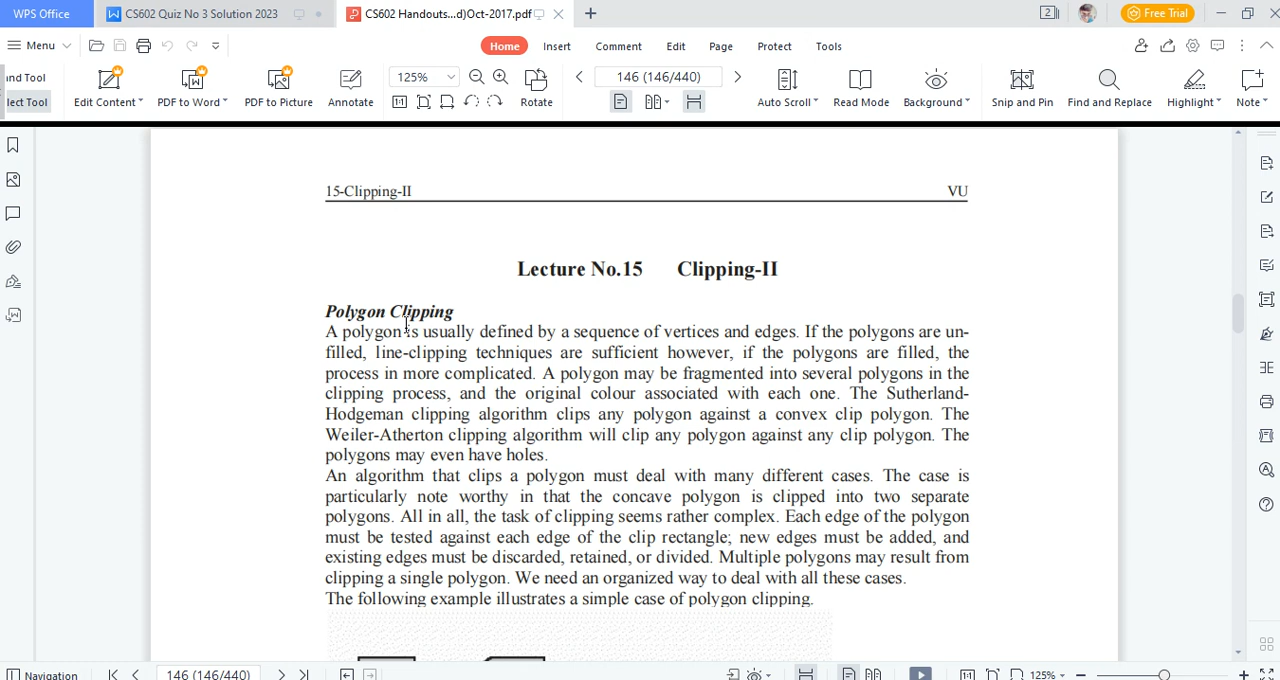 WPS Office CS602 Quiz No 3 Solution 2023 CS602 Handouts...d)Oct-2017.pdf 2 Free Trial
Menu Home Insert Comment Edit Page Protect Tools
and Tool 125% 146 (146/440)
lect Tool Edit Content PDF to Word PDF to Picture Annotate Rotate Auto Scroll Read Mode Background Snip and Pin Find and Replace Highlight Note
15-Clipping-II VU
Lecture No.15 Clipping-II
Polygon Clipping
A polygon is usually defined by a sequence of vertices and edges. If the polygons are un-
filled, line-clipping techniques are sufficient however, if the polygons are filled, the
process in more complicated. A polygon may be fragmented into several polygons in the
clipping process, and the original colour associated with each one. The Sutherland-
Hodgeman clipping algorithm clips any polygon against a convex clip polygon. The
Weiler-Atherton clipping algorithm will clip any polygon against any clip polygon. The
polygons may even have holes.
An algorithm that clips a polygon must deal with many different cases. The case is
particularly note worthy in that the concave polygon is clipped into two separate
polygons. All in all, the task of clipping seems rather complex. Each edge of the polygon
must be tested against each edge of the clip rectangle; new edges must be added, and
existing edges must be discarded, retained, or divided. Multiple polygons may result from
clipping a single polygon. We need an organized way to deal with all these cases.
The following example illustrates a simple case of polygon clipping.
Navigation 146 (146/440) 125%